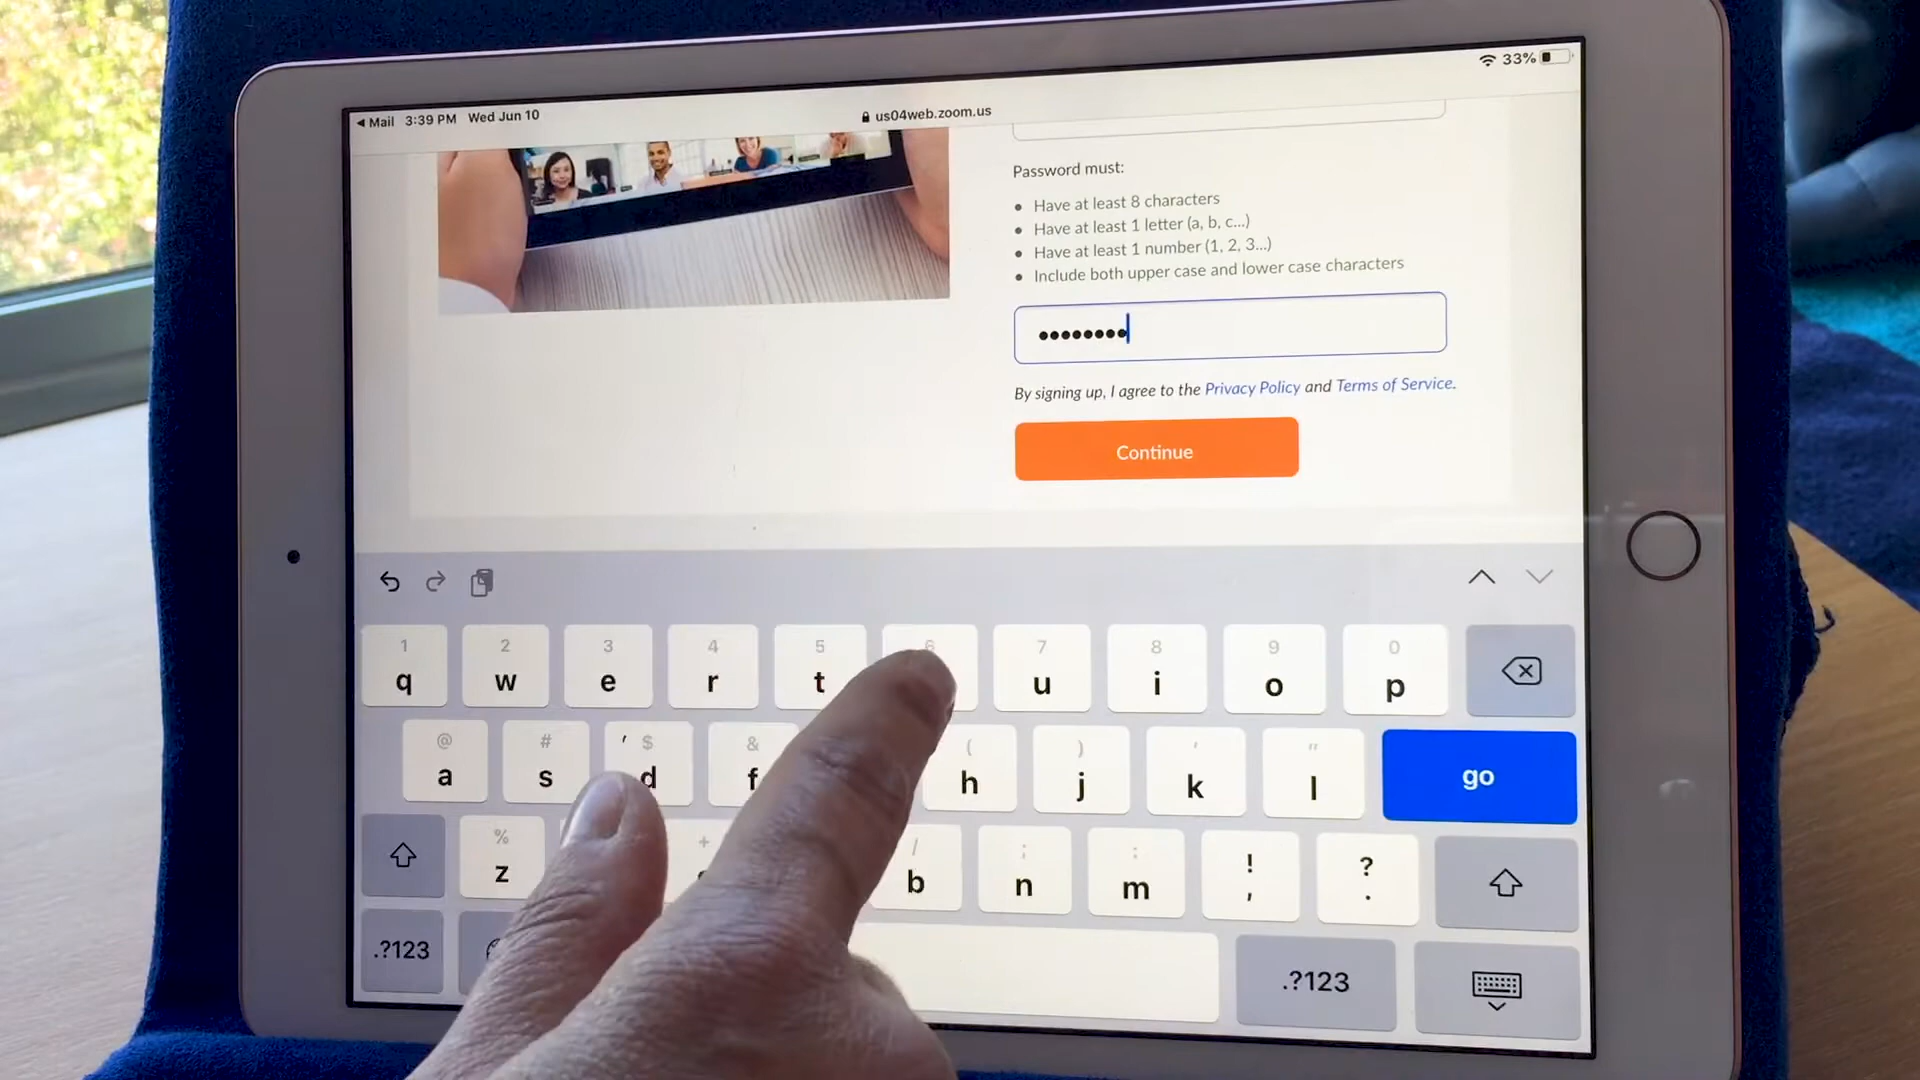 Mail 3:39 PM Wed Jun 10
us04web.zoom.us
33%
Password must:
Have at least 8 characters
Have at least 1 letter (a, b, c...)
Have at least 1 number (1, 2, 3...)
Include both upper case and lower case characters
By signing up, I agree to the Privacy Policy and Terms of Service.
Continue
1 2 3 4 5 6 7 8 9 0
q w e r t u i o p
@ # $ & ( ) ' "
a s d f h j k l go
% + / ; : ! ?
z b n m , .
.?123 .?123